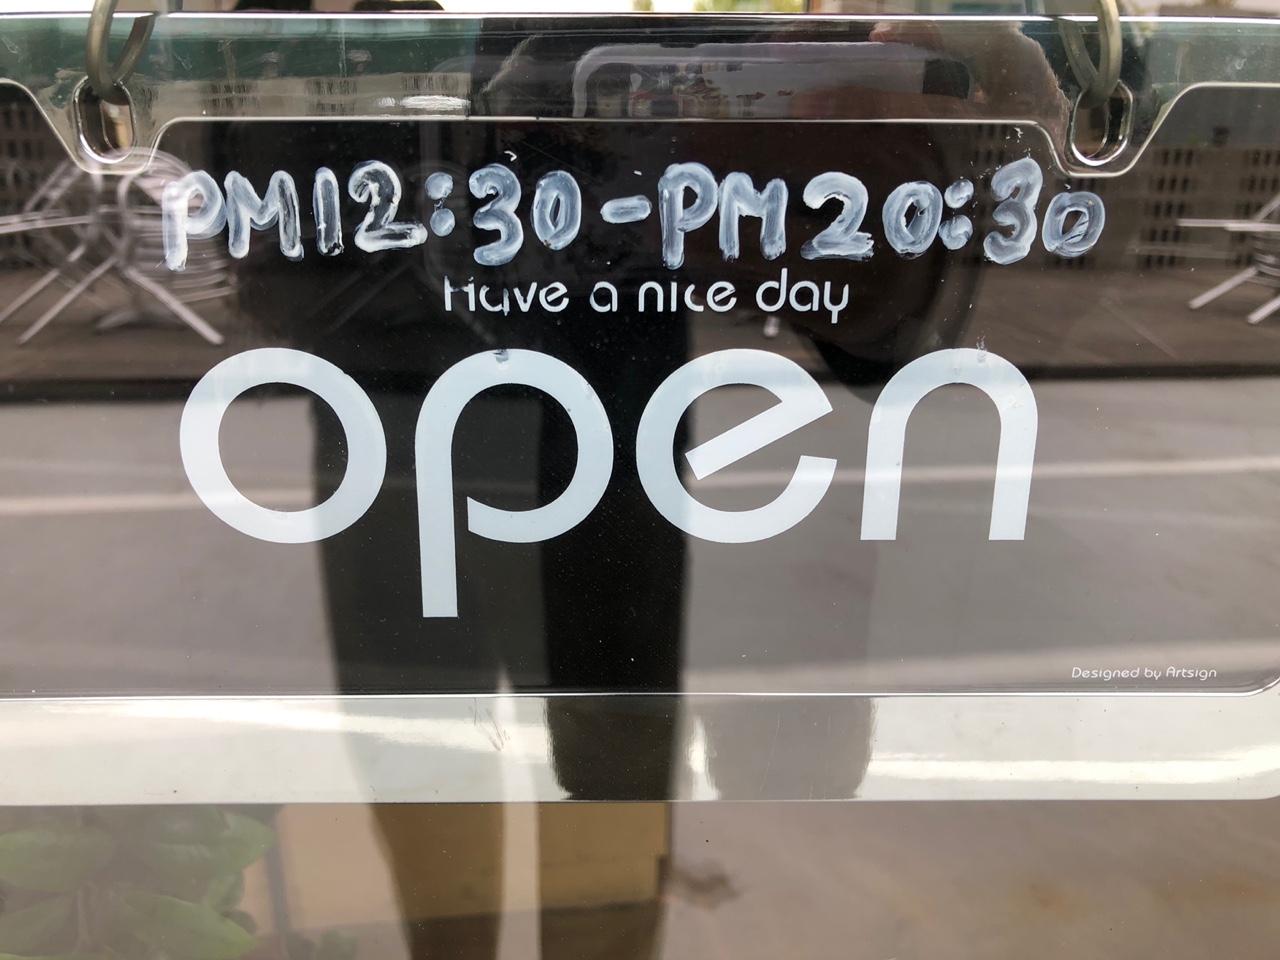 PM12:30-PM20:30
Have a nice day
open
Designed by Artsign